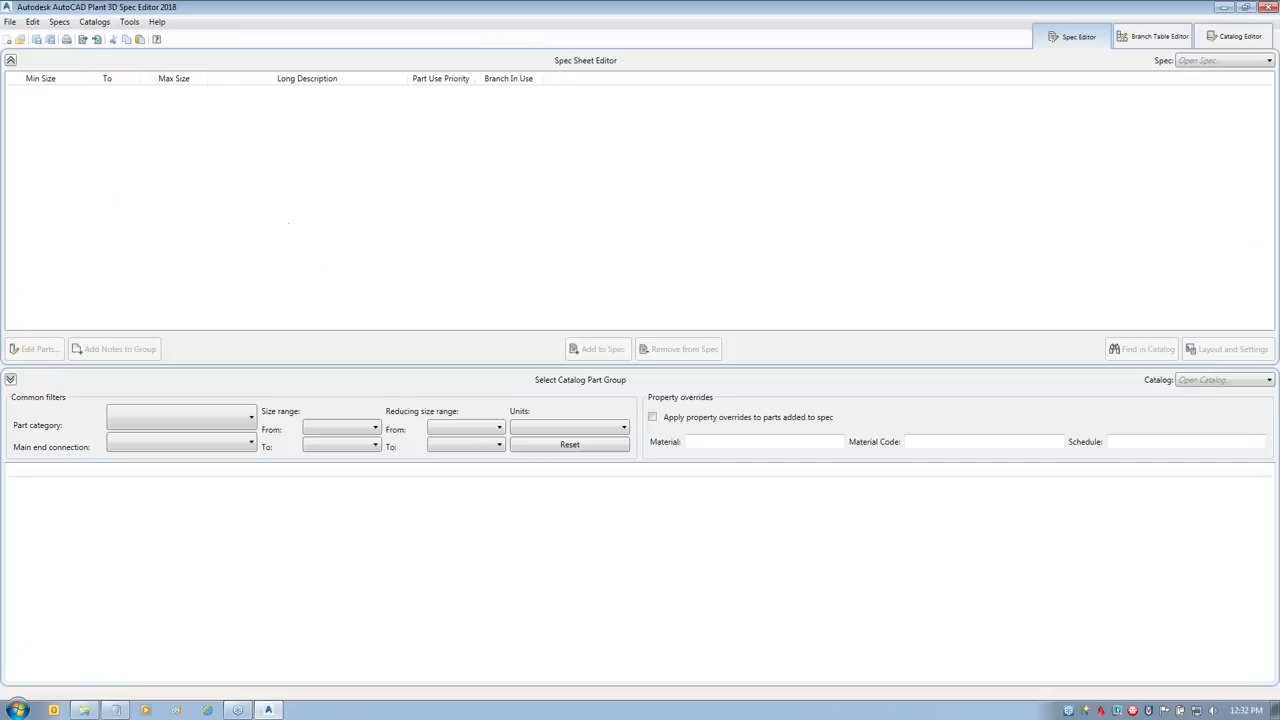 Autodesk AutoCAD Plant 3D Spec Editor 2018
File Edit Specs Catalogs Tools Help
Spec Editor Branch Table Editor Catalog Editor
Spec Sheet Editor Spec: Open Spec...
Min Size To Max Size Long Description Part Use Priority Branch In Use
Edit Parts... Add Notes to Group Add to Spec Remove from Spec Find in Catalog Layout and Settings
Select Catalog Part Group Catalog: Open Catalog...
Common filters Property overrides
Size range: Reducing size range: Units:
Part category: Apply property overrides to parts added to spec
From: From:
Main end connection: To: To: Reset Material: Material Code: Schedule:
12:32 PM